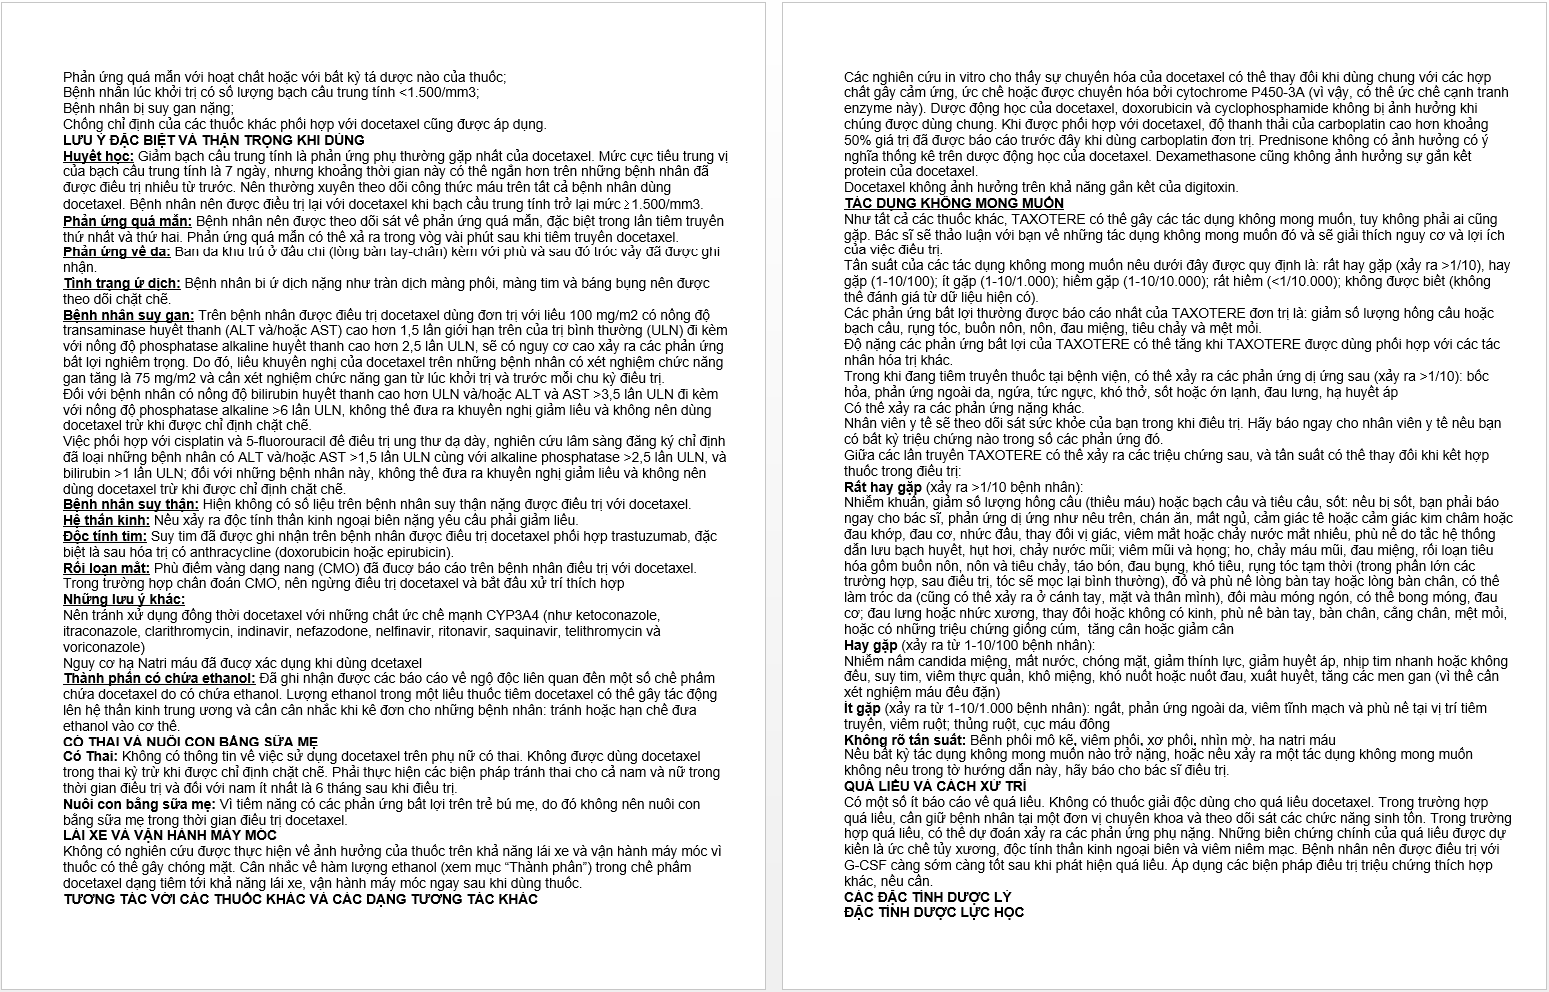 Phản ứng quá mẫn với hoạt chất hoặc với bất kỳ tá dược nào của thuốc;
Bệnh nhân lúc khởi trị có số lượng bạch cầu trung tính <1.500/mm3;
Bệnh nhân bị suy gan nặng;
Chống chỉ định của các thuốc khác phối hợp với docetaxel cũng được áp dụng.
LƯU Ý ĐẶC BIỆT VÀ THẬN TRỌNG KHI DÙNG
Huyết học: Giảm bạch cầu trung tính là phản ứng phụ thường gặp nhất của docetaxel. Mức cực tiểu trung vị
của bạch cầu trung tính là 7 ngày, nhưng khoảng thời gian này có thể ngắn hơn trên những bệnh nhân đã
được điều trị nhiều từ trước. Nên thường xuyên theo dõi công thức máu trên tất cả bệnh nhân dùng
docetaxel. Bệnh nhân nên được điều trị lại với docetaxel khi bạch cầu trung tính trở lại mức ≥1.500/mm3.
Phản ứng quá mẫn: Bệnh nhân nên được theo dõi sát về phản ứng quá mẫn, đặc biệt trong lần tiêm truyền
thứ nhất và thứ hai. Phản ứng quá mẫn có thể xả ra trong vòg vài phút sau khi tiêm truyền docetaxel.
Phản ứng về da: Ban da khu trú ở đầu chi (lòng bàn tay-chân) kèm với phù và sau đó tróc vảy đã được ghi
nhận.
Tình trạng ứ dịch: Bệnh nhân bi ứ dịch nặng như tràn dịch màng phổi, màng tim và báng bụng nên được
theo dõi chặt chẽ.
Bệnh nhân suy gan: Trên bệnh nhân được điều trị docetaxel dùng đơn trị với liều 100 mg/m2 có nồng độ
transaminase huyết thanh (ALT và/hoặc AST) cao hơn 1,5 lần giới hạn trên của trị bình thường (ULN) đi kèm
với nồng độ phosphatase alkaline huyết thanh cao hơn 2,5 lần ULN, sẽ có nguy cơ cao xảy ra các phản ứng
bất lợi nghiêm trọng. Do đó, liều khuyến nghị của docetaxel trên những bệnh nhân có xét nghiệm chức năng
gan tăng là 75 mg/m2 và cần xét nghiệm chức năng gan từ lúc khởi trị và trước mỗi chu kỳ điều trị.
Đối với bệnh nhân có nồng độ bilirubin huyết thanh cao hơn ULN và/hoặc ALT và AST >3,5 lần ULN đi kèm
với nồng độ phosphatase alkaline >6 lần ULN, không thể đưa ra khuyến nghị giảm liều và không nên dùng
docetaxel trừ khi được chỉ định chặt chẽ.
Việc phối hợp với cisplatin và 5-fluorouracil để điều trị ung thư dạ dày, nghiên cứu lâm sàng đăng ký chỉ định
đã loại những bệnh nhân có ALT và/hoặc AST >1,5 lần ULN cùng với alkaline phosphatase >2,5 lần ULN, và
bilirubin >1 lần ULN; đối với những bệnh nhân này, không thể đưa ra khuyến nghị giảm liều và không nên
dùng docetaxel trừ khi được chỉ định chặt chẽ.
Bệnh nhân suy thận: Hiện không có số liệu trên bệnh nhân suy thận nặng được điều trị với docetaxel.
Hệ thần kinh: Nếu xảy ra độc tính thần kinh ngoại biên nặng yêu cầu phải giảm liều.
Độc tính tim: Suy tim đã được ghi nhận trên bệnh nhân được điều trị docetaxel phối hợp trastuzumab, đặc
biệt là sau hóa trị có anthracycline (doxorubicin hoặc epirubicin).
Rối loạn mắt: Phù điểm vàng dạng nang (CMO) đã đucợ báo cáo trên bệnh nhân điều trị với docetaxel.
Trong trường hợp chẩn đoán CMO, nên ngừng điều trị docetaxel và bắt đầu xử trí thích hợp
Những lưu ý khác:
Nên tránh xử dụng đồng thời docetaxel với những chất ức chế mạnh CYP3A4 (như ketoconazole,
itraconazole, clarithromycin, indinavir, nefazodone, nelfinavir, ritonavir, saquinavir, telithromycin và
voriconazole)
Nguy cơ hạ Natri máu đã đucợ xác dụng khi dùng dcetaxel
Thành phần có chứa ethanol: Đã ghi nhận được các báo cáo về ngộ độc liên quan đến một số chế phẩm
chứa docetaxel do có chứa ethanol. Lượng ethanol trong một liều thuốc tiêm docetaxel có thể gây tác động
lên hệ thần kinh trung ương và cần cân nhắc khi kê đơn cho những bệnh nhân: tránh hoặc hạn chế đưa
ethanol vào cơ thể.
CÓ THAI VÀ NUÔI CON BẰNG SỮA MẸ
Có Thai: Không có thông tin về việc sử dụng docetaxel trên phụ nữ có thai. Không được dùng docetaxel
trong thai kỳ trừ khi được chỉ định chặt chẽ. Phải thực hiện các biện pháp tránh thai cho cả nam và nữ trong
thời gian điều trị và đối với nam ít nhất là 6 tháng sau khi điều trị.
Nuôi con bằng sữa mẹ: Vì tiềm năng có các phản ứng bất lợi trên trẻ bú mẹ, do đó không nên nuôi con
bằng sữa mẹ trong thời gian điều trị docetaxel.
LÁI XE VÀ VẬN HÀNH MÁY MÓC
Không có nghiên cứu được thực hiện về ảnh hưởng của thuốc trên khả năng lái xe và vận hành máy móc vì
thuốc có thể gây chóng mặt. Cân nhắc về hàm lượng ethanol (xem mục “Thành phần”) trong chế phẩm
docetaxel dạng tiêm tới khả năng lái xe, vận hành máy móc ngay sau khi dùng thuốc.
TƯƠNG TÁC VỚI CÁC THUỐC KHÁC VÀ CÁC DẠNG TƯƠNG TÁC KHÁC
Các nghiên cứu in vitro cho thấy sự chuyển hóa của docetaxel có thể thay đổi khi dùng chung với các hợp
chất gây cảm ứng, ức chế hoặc được chuyển hóa bởi cytochrome P450-3A (vì vậy, có thể ức chế cạnh tranh
enzyme này). Dược động học của docetaxel, doxorubicin và cyclophosphamide không bị ảnh hưởng khi
chúng được dùng chung. Khi được phối hợp với docetaxel, độ thanh thải của carboplatin cao hơn khoảng
50% giá trị đã được báo cáo trước đây khi dùng carboplatin đơn trị. Prednisone không có ảnh hưởng có ý
nghĩa thống kê trên dược động học của docetaxel. Dexamethasone cũng không ảnh hưởng sự gắn kết
protein của docetaxel.
Docetaxel không ảnh hưởng trên khả năng gắn kết của digitoxin.
TÁC DỤNG KHÔNG MONG MUỐN
Như tất cả các thuốc khác, TAXOTERE có thể gây các tác dụng không mong muốn, tuy không phải ai cũng
gặp. Bác sĩ sẽ thảo luận với bạn về những tác dụng không mong muốn đó và sẽ giải thích nguy cơ và lợi ích
của việc điều trị.
Tần suất của các tác dụng không mong muốn nêu dưới đây được quy định là: rất hay gặp (xảy ra >1/10), hay
gặp (1-10/100); ít gặp (1-10/1.000); hiếm gặp (1-10/10.000); rất hiếm (<1/10.000); không được biết (không
thể đánh giá từ dữ liệu hiện có).
Các phản ứng bất lợi thường được báo cáo nhất của TAXOTERE đơn trị là: giảm số lượng hồng cầu hoặc
bạch cầu, rụng tóc, buồn nôn, nôn, đau miệng, tiêu chảy và mệt mỏi.
Độ nặng các phản ứng bất lợi của TAXOTERE có thể tăng khi TAXOTERE được dùng phối hợp với các tác
nhân hóa trị khác.
Trong khi đang tiêm truyền thuốc tại bệnh viện, có thể xảy ra các phản ứng dị ứng sau (xảy ra >1/10): bốc
hỏa, phản ứng ngoài da, ngứa, tức ngực, khó thở, sốt hoặc ớn lạnh, đau lưng, hạ huyết áp
Có thể xảy ra các phản ứng nặng khác.
Nhân viên y tế sẽ theo dõi sát sức khỏe của bạn trong khi điều trị. Hãy báo ngay cho nhân viên y tế nếu bạn
có bất kỳ triệu chứng nào trong số các phản ứng đó.
Giữa các lần truyền TAXOTERE có thể xảy ra các triệu chứng sau, và tần suất có thể thay đổi khi kết hợp
thuốc trong điều trị:
Rất hay gặp (xảy ra >1/10 bệnh nhân):
Nhiễm khuẩn, giảm số lượng hồng cầu (thiếu máu) hoặc bạch cầu và tiểu cầu, sốt: nếu bị sốt, bạn phải báo
ngay cho bác sĩ, phản ứng dị ứng như nêu trên, chán ăn, mất ngủ, cảm giác tê hoặc cảm giác kim châm hoặc
đau khớp, đau cơ, nhức đầu, thay đổi vị giác, viêm mắt hoặc chảy nước mắt nhiều, phù nề do tắc hệ thống
dẫn lưu bạch huyết, hụt hơi, chảy nước mũi; viêm mũi và họng; ho, chảy máu mũi, đau miệng, rối loạn tiêu
hóa gồm buồn nôn, nôn và tiêu chảy, táo bón, đau bụng, khó tiêu, rụng tóc tạm thời (trong phần lớn các
trường hợp, sau điều trị, tóc sẽ mọc lại bình thường), đỏ và phù nề lòng bàn tay hoặc lòng bàn chân, có thể
làm tróc da (cũng có thể xảy ra ở cánh tay, mặt và thân mình), đổi màu móng ngón, có thể bong móng, đau
cơ; đau lưng hoặc nhức xương, thay đổi hoặc không có kinh, phù nề bàn tay, bàn chân, cẳng chân, mệt mỏi,
hoặc có những triệu chứng giống cúm, tăng cân hoặc giảm cân
Hay gặp (xảy ra từ 1-10/100 bệnh nhân):
Nhiễm nấm candida miệng, mất nước, chóng mặt, giảm thính lực, giảm huyết áp, nhịp tim nhanh hoặc không
đều, suy tim, viêm thực quản, khô miệng, khó nuốt hoặc nuốt đau, xuất huyết, tăng các men gan (vì thế cần
xét nghiệm máu đều đặn)
Ít gặp (xảy ra từ 1-10/1.000 bệnh nhân): ngất, phản ứng ngoài da, viêm tĩnh mạch và phù nề tại vị trí tiêm
truyền, viêm ruột; thủng ruột, cục máu đông
Không rõ tần suất: Bệnh phổi mô kẽ, viêm phổi, xơ phổi, nhìn mờ, hạ natri máu
Nếu bất kỳ tác dụng không mong muốn nào trở nặng, hoặc nếu xảy ra một tác dụng không mong muốn
không nêu trong tờ hướng dẫn này, hãy báo cho bác sĩ điều trị.
QUÁ LIỀU VÀ CÁCH XỬ TRÍ
Có một số ít báo cáo về quá liều. Không có thuốc giải độc dùng cho quá liều docetaxel. Trong trường hợp
quá liều, cần giữ bệnh nhân tại một đơn vị chuyên khoa và theo dõi sát các chức năng sinh tồn. Trong trường
hợp quá liều, có thể dự đoán xảy ra các phản ứng phụ nặng. Những biến chứng chính của quá liều được dự
kiến là ức chế tủy xương, độc tính thần kinh ngoại biên và viêm niêm mạc. Bệnh nhân nên được điều trị với
G-CSF càng sớm càng tốt sau khi phát hiện quá liều. Áp dụng các biện pháp điều trị triệu chứng thích hợp
khác, nếu cần.
CÁC ĐẶC TÍNH DƯỢC LÝ
ĐẶC TÍNH DƯỢC LỰC HỌC